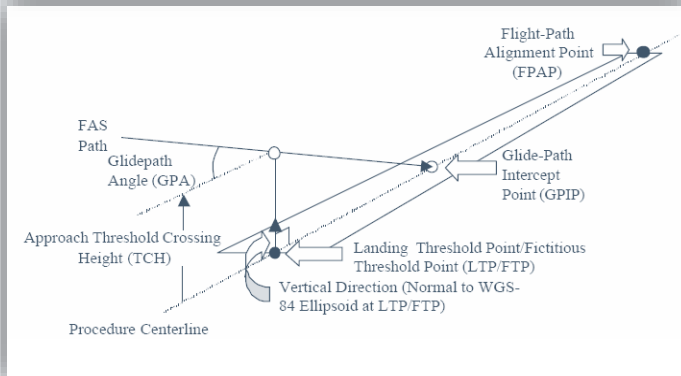 Flight-Path
Alignment Point
(FPAP)
FAS
Path
Glidepath
Angle (GPA)
Glide-Path
Intercept
Point (GPIP)
Approach Threshold Crossing
Height (TCH)
Landing Threshold Point/Fictitious
Threshold Point (LTP/FTP)
Vertical Direction (Normal to WGS-
84 Ellipsoid at LTP/FTP)
Procedure Centerline